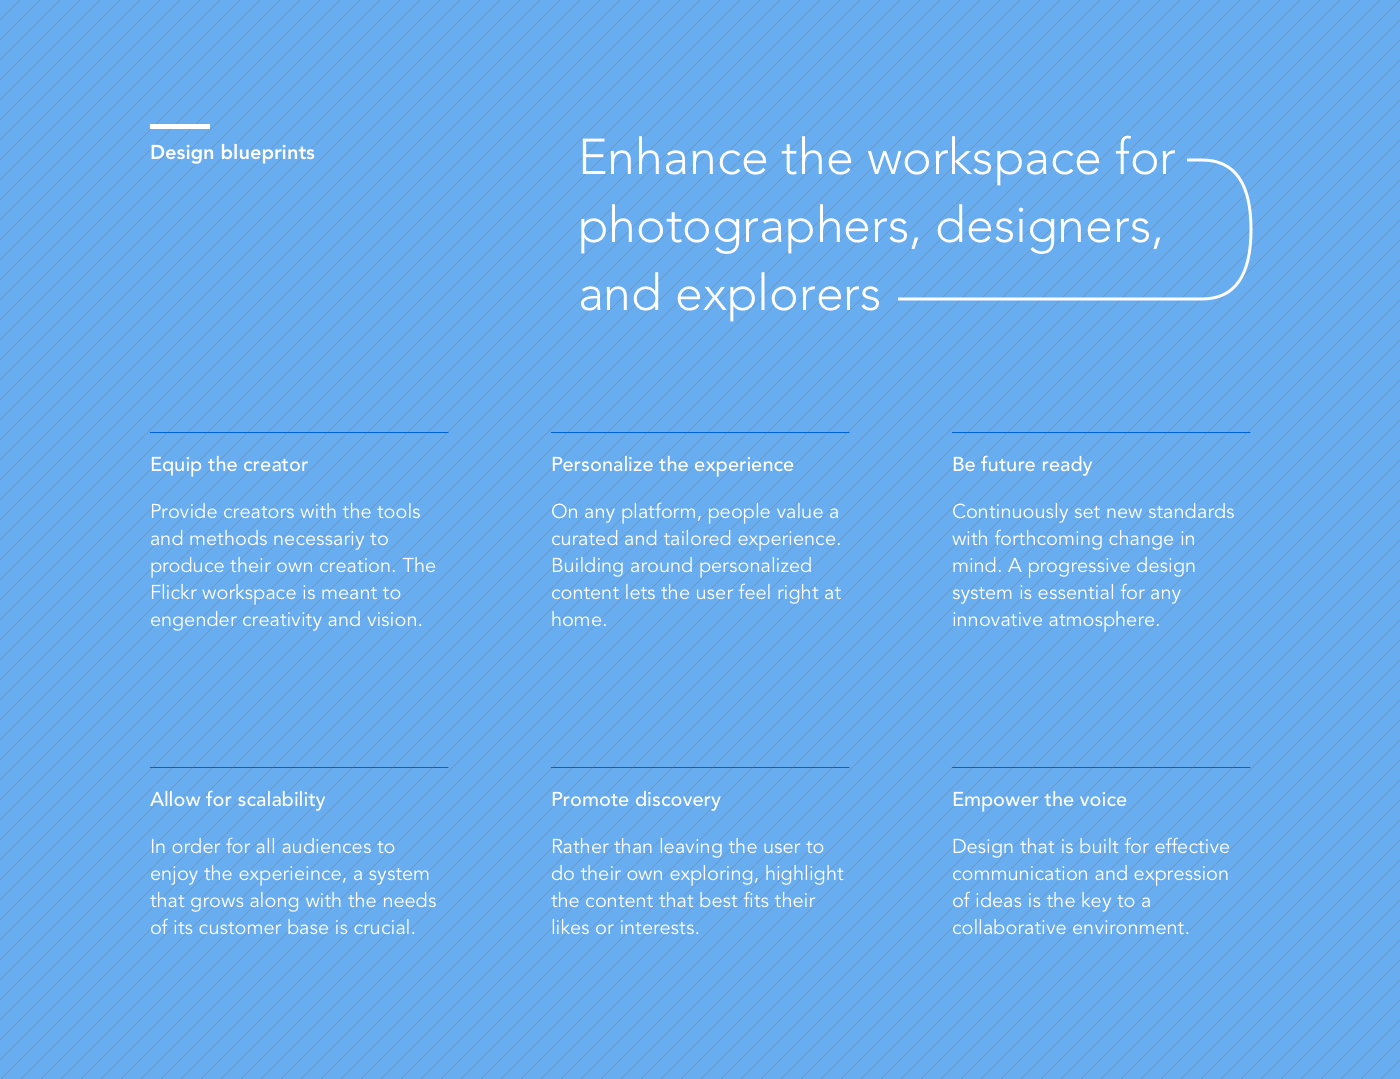 Design blueprints
Enhance the workspace for
photographers, designers,
and explorers
Equip the creator
Provide creators with the tools
and methods necessariy to
produce their own creation. The
Flickr workspace is meant to
engender creativity and vision.
Personalize the experience
On any platform, people value a
curated and tailored experience.
Building around personalized
content lets the user feel right at
home.
Be future ready
Continuously set new standards
with forthcoming change in
mind. A progressive design
system is essential for any
innovative atmosphere.
Allow for scalability
In order for all audiences to
enjoy the experieince, a system
that grows along with the needs
of its customer base is crucial.
Promote discovery
Rather than leaving the user to
do their own exploring, highlight
the content that best fits their
likes or interests.
Empower the voice
Design that is built for effective
communication and expression
of ideas is the key to a
collaborative environment.